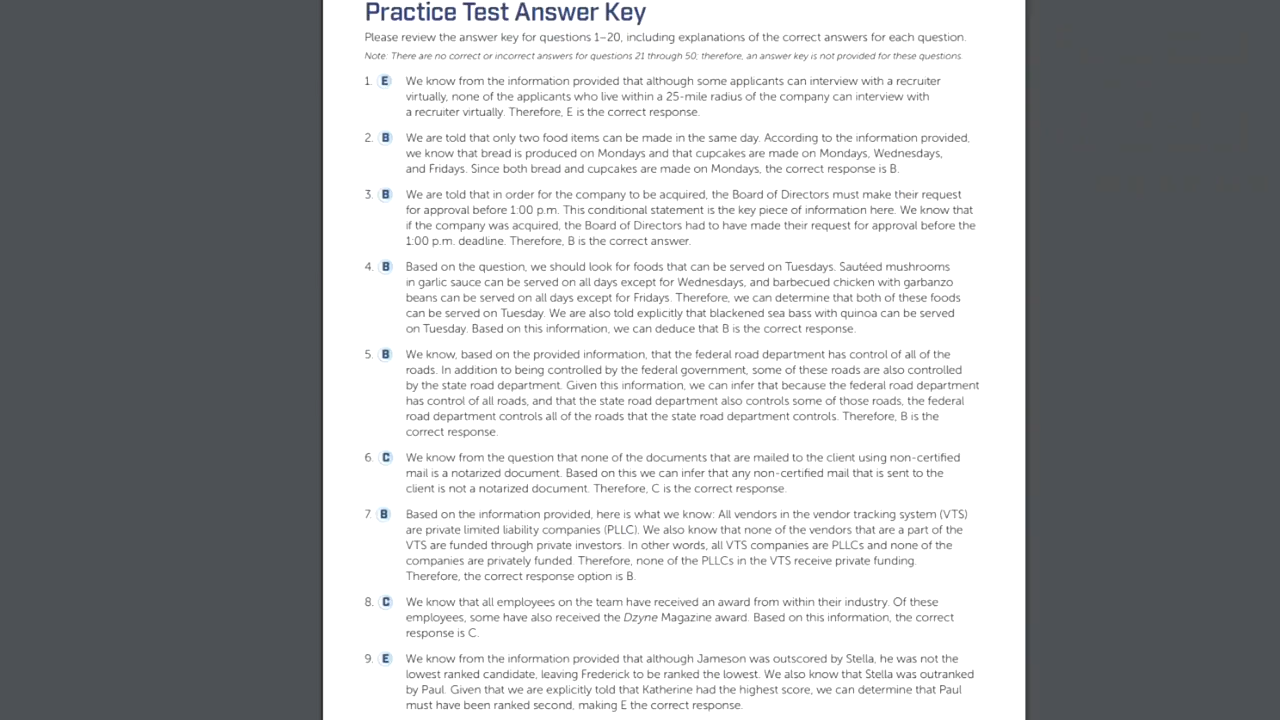 Practice Test Answer Key
Please review the answer key for questions 1–20, including explanations of the correct answers for each question.
Note: There are no correct or incorrect answers for questions 21 through 50; therefore, an answer key is not provided for these questions.
1. E We know from the information provided that although some applicants can interview with a recruiter
virtually, none of the applicants who live within a 25-mile radius of the company can interview with
a recruiter virtually. Therefore, E is the correct response.
2. B We are told that only two food items can be made in the same day. According to the information provided,
we know that bread is produced on Mondays and that cupcakes are made on Mondays, Wednesdays,
and Fridays. Since both bread and cupcakes are made on Mondays, the correct response is B.
3. B We are told that in order for the company to be acquired, the Board of Directors must make their request
for approval before 1:00 p.m. This conditional statement is the key piece of information here. We know that
if the company was acquired, the Board of Directors had to have made their request for approval before the
1:00 p.m. deadline. Therefore, B is the correct answer.
4. B Based on the question, we should look for foods that can be served on Tuesdays. Sautéed mushrooms
in garlic sauce can be served on all days except for Wednesdays, and barbecued chicken with garbanzo
beans can be served on all days except for Fridays. Therefore, we can determine that both of these foods
can be served on Tuesday. We are also told explicitly that blackened sea bass with quinoa can be served
on Tuesday. Based on this information, we can deduce that B is the correct response.
5. B We know, based on the provided information, that the federal road department has control of all of the
roads. In addition to being controlled by the federal government, some of these roads are also controlled
by the state road department. Given this information, we can infer that because the federal road department
has control of all roads, and that the state road department also controls some of those roads, the federal
road department controls all of the roads that the state road department controls. Therefore, B is the
correct response.
6. C We know from the question that none of the documents that are mailed to the client using non-certified
mail is a notarized document. Based on this we can infer that any non-certified mail that is sent to the
client is not a notarized document. Therefore, C is the correct response.
7. B Based on the information provided, here is what we know: All vendors in the vendor tracking system (VTS)
are private limited liability companies (PLLC). We also know that none of the vendors that are a part of the
VTS are funded through private investors. In other words, all VTS companies are PLLCs and none of the
companies are privately funded. Therefore, none of the PLLCs in the VTS receive private funding.
Therefore, the correct response option is B.
8. C We know that all employees on the team have received an award from within their industry. Of these
employees, some have also received the Dzyne Magazine award. Based on this information, the correct
response is C.
9. E We know from the information provided that although Jameson was outscored by Stella, he was not the
lowest ranked candidate, leaving Frederick to be ranked the lowest. We also know that Stella was outranked
by Paul. Given that we are explicitly told that Katherine had the highest score, we can determine that Paul
must have been ranked second, making E the correct response.